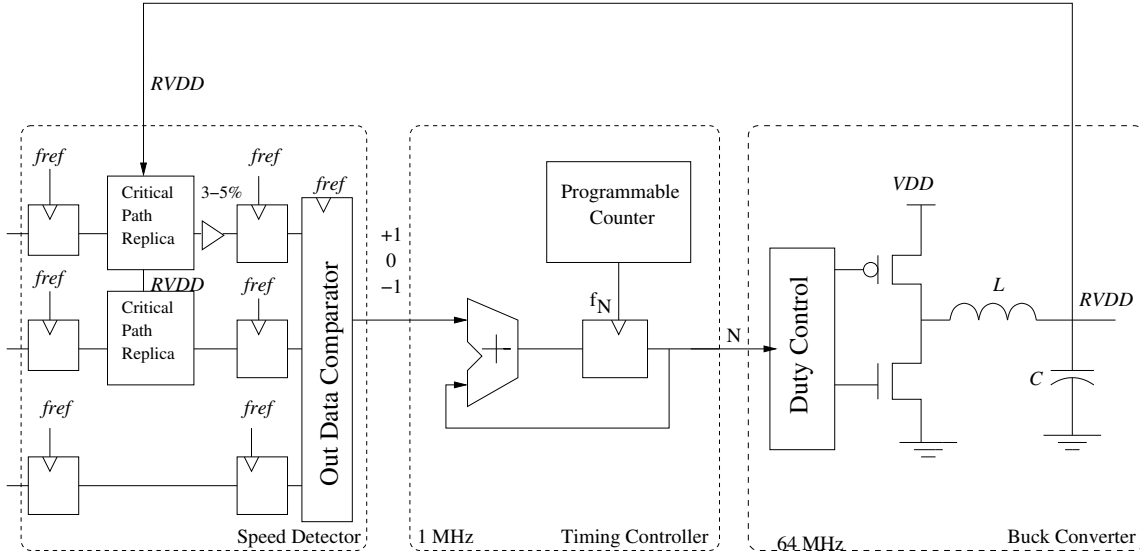 RVDD
fref
fref
fref
3–5%
Critical
Path
Replica
Programmable
Counter
VDD
+1
0
−1
RVDD
fref
fref
Critical
Path
Replica
f_N
N
L
RVDD
C
fref
fref
Out Data Comparator
Duty Control
Speed Detector
1 MHz
Timing Controller
64 MHz
Buck Converter